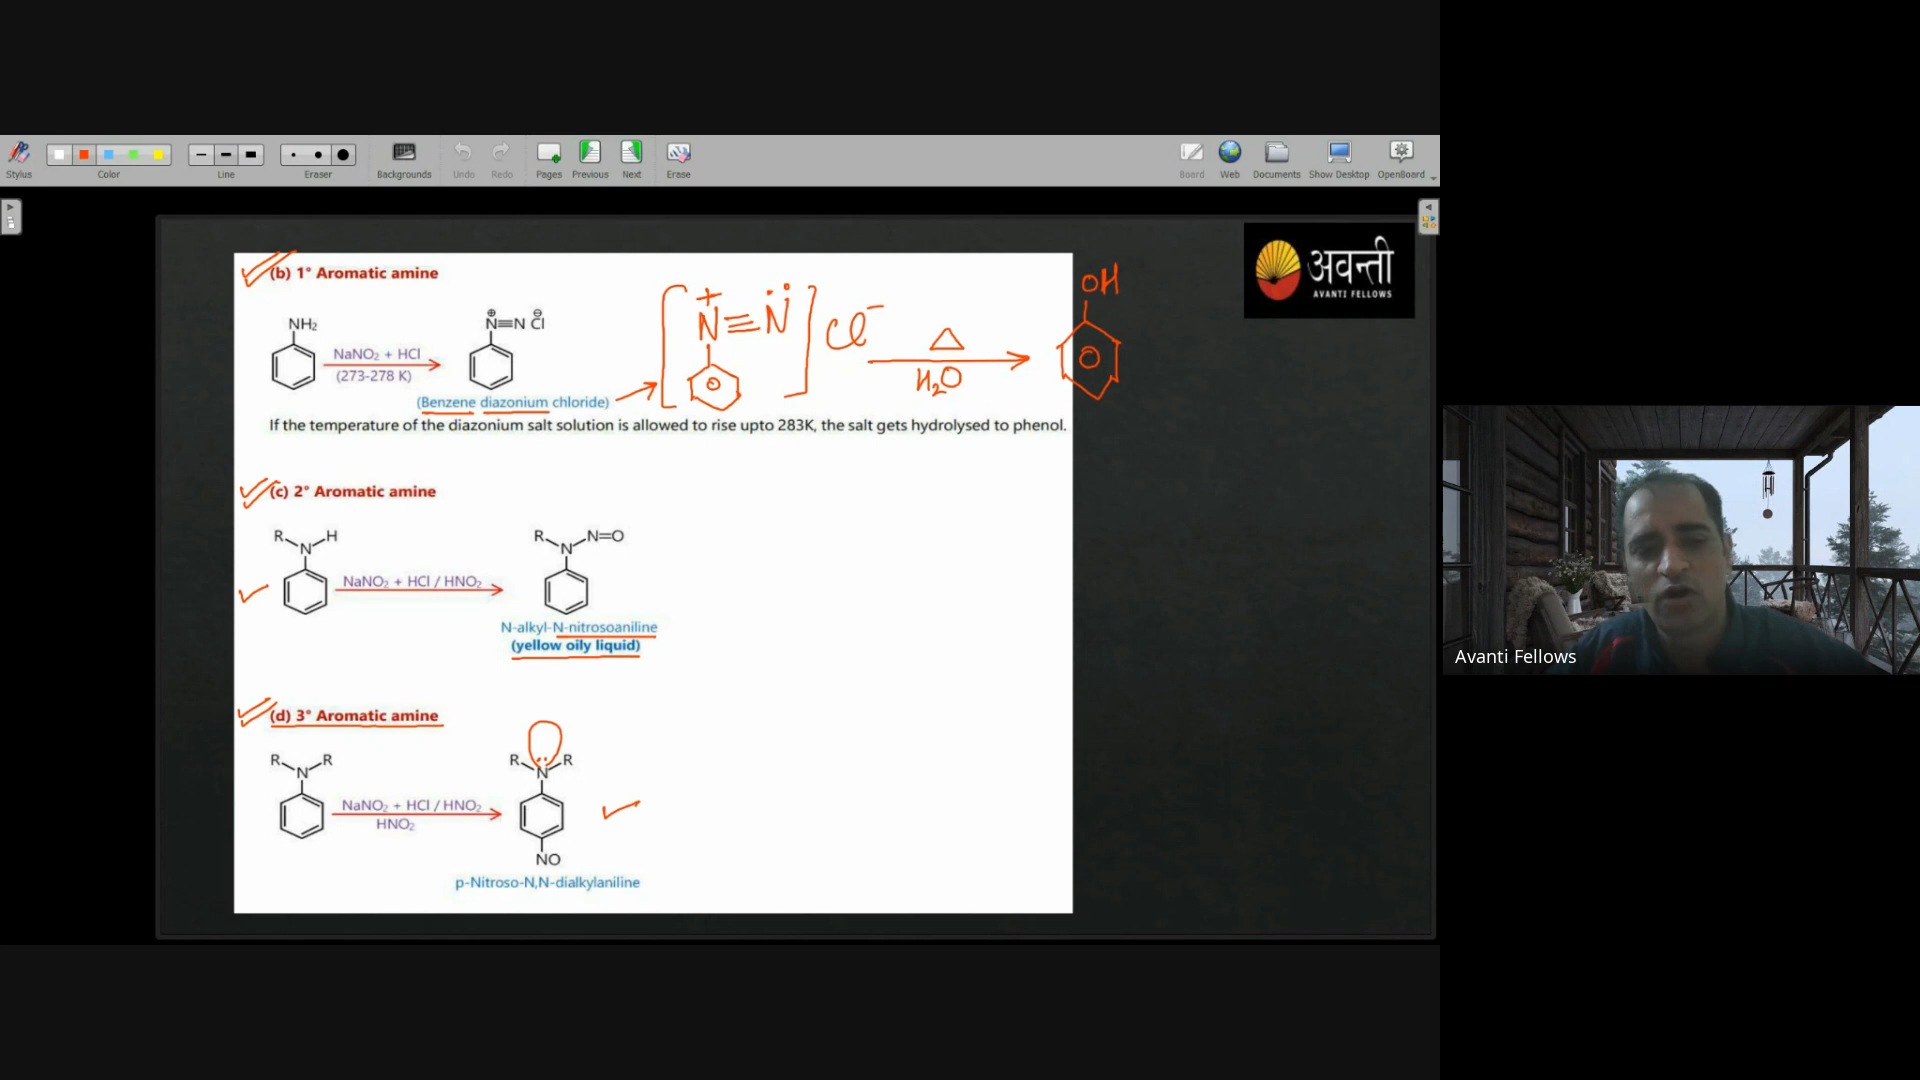 Stylus Color Line Eraser Backgrounds Undo Redo Pages Previous Next Erase Board Web Documents Show Desktop OpenBoard
अवन्ती
AVANTI FELLOWS
(b) 1° Aromatic amine
NH₂
NaNO₂ + HCl
(273-278 K)
⊕ ⊖
N≡N Cl
(Benzene diazonium chloride)
[N⁺≡N̈] Cl⁻
Δ
H₂O
OH
If the temperature of the diazonium salt solution is allowed to rise upto 283K, the salt gets hydrolysed to phenol.
(c) 2° Aromatic amine
R N H
NaNO₂ + HCl / HNO₂
R N N=O
N-alkyl-N-nitrosoaniline
(yellow oily liquid)
(d) 3° Aromatic amine
R N R
NaNO₂ + HCl / HNO₂
HNO₂
R N R
NO
p-Nitroso-N,N-dialkylaniline
Avanti Fellows